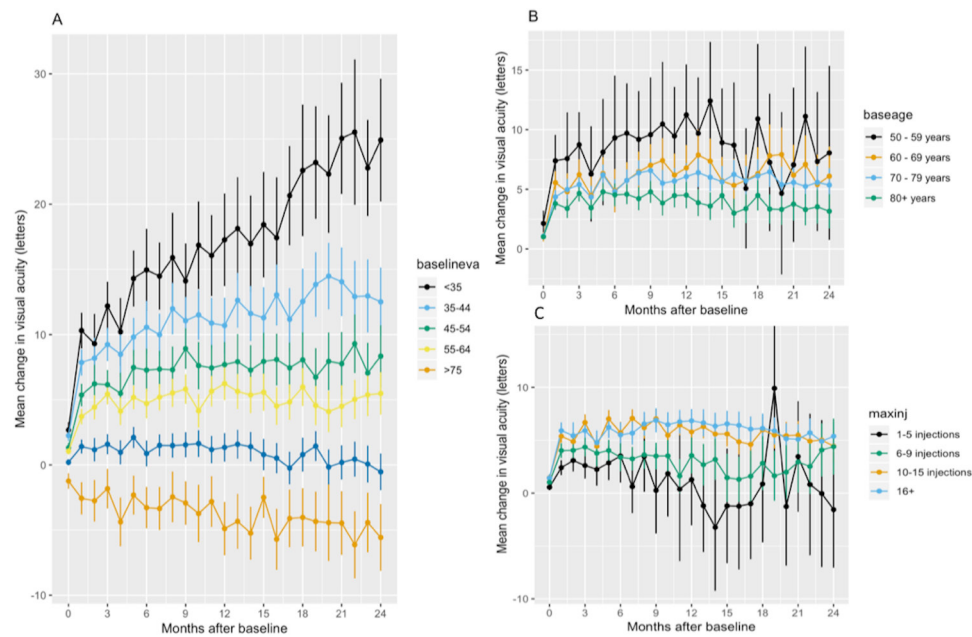 A
Mean change in visual acuity (letters)
30
20
10
0
-10
0 3 6 9 12 15 18 21 24
Months after baseline
baselineva
<35
35-44
45-54
55-64
>75
B
Mean change in visual acuity (letters)
15
10
5
0
0 3 6 9 12 15 18 21 24
Months after baseline
baseage
50 - 59 years
60 - 69 years
70 - 79 years
80+ years
C
Mean change in visual acuity (letters)
10
0
-10
0 3 6 9 12 15 18 21 24
Months after baseline
maxinj
1-5 injections
6-9 injections
10-15 injections
16+